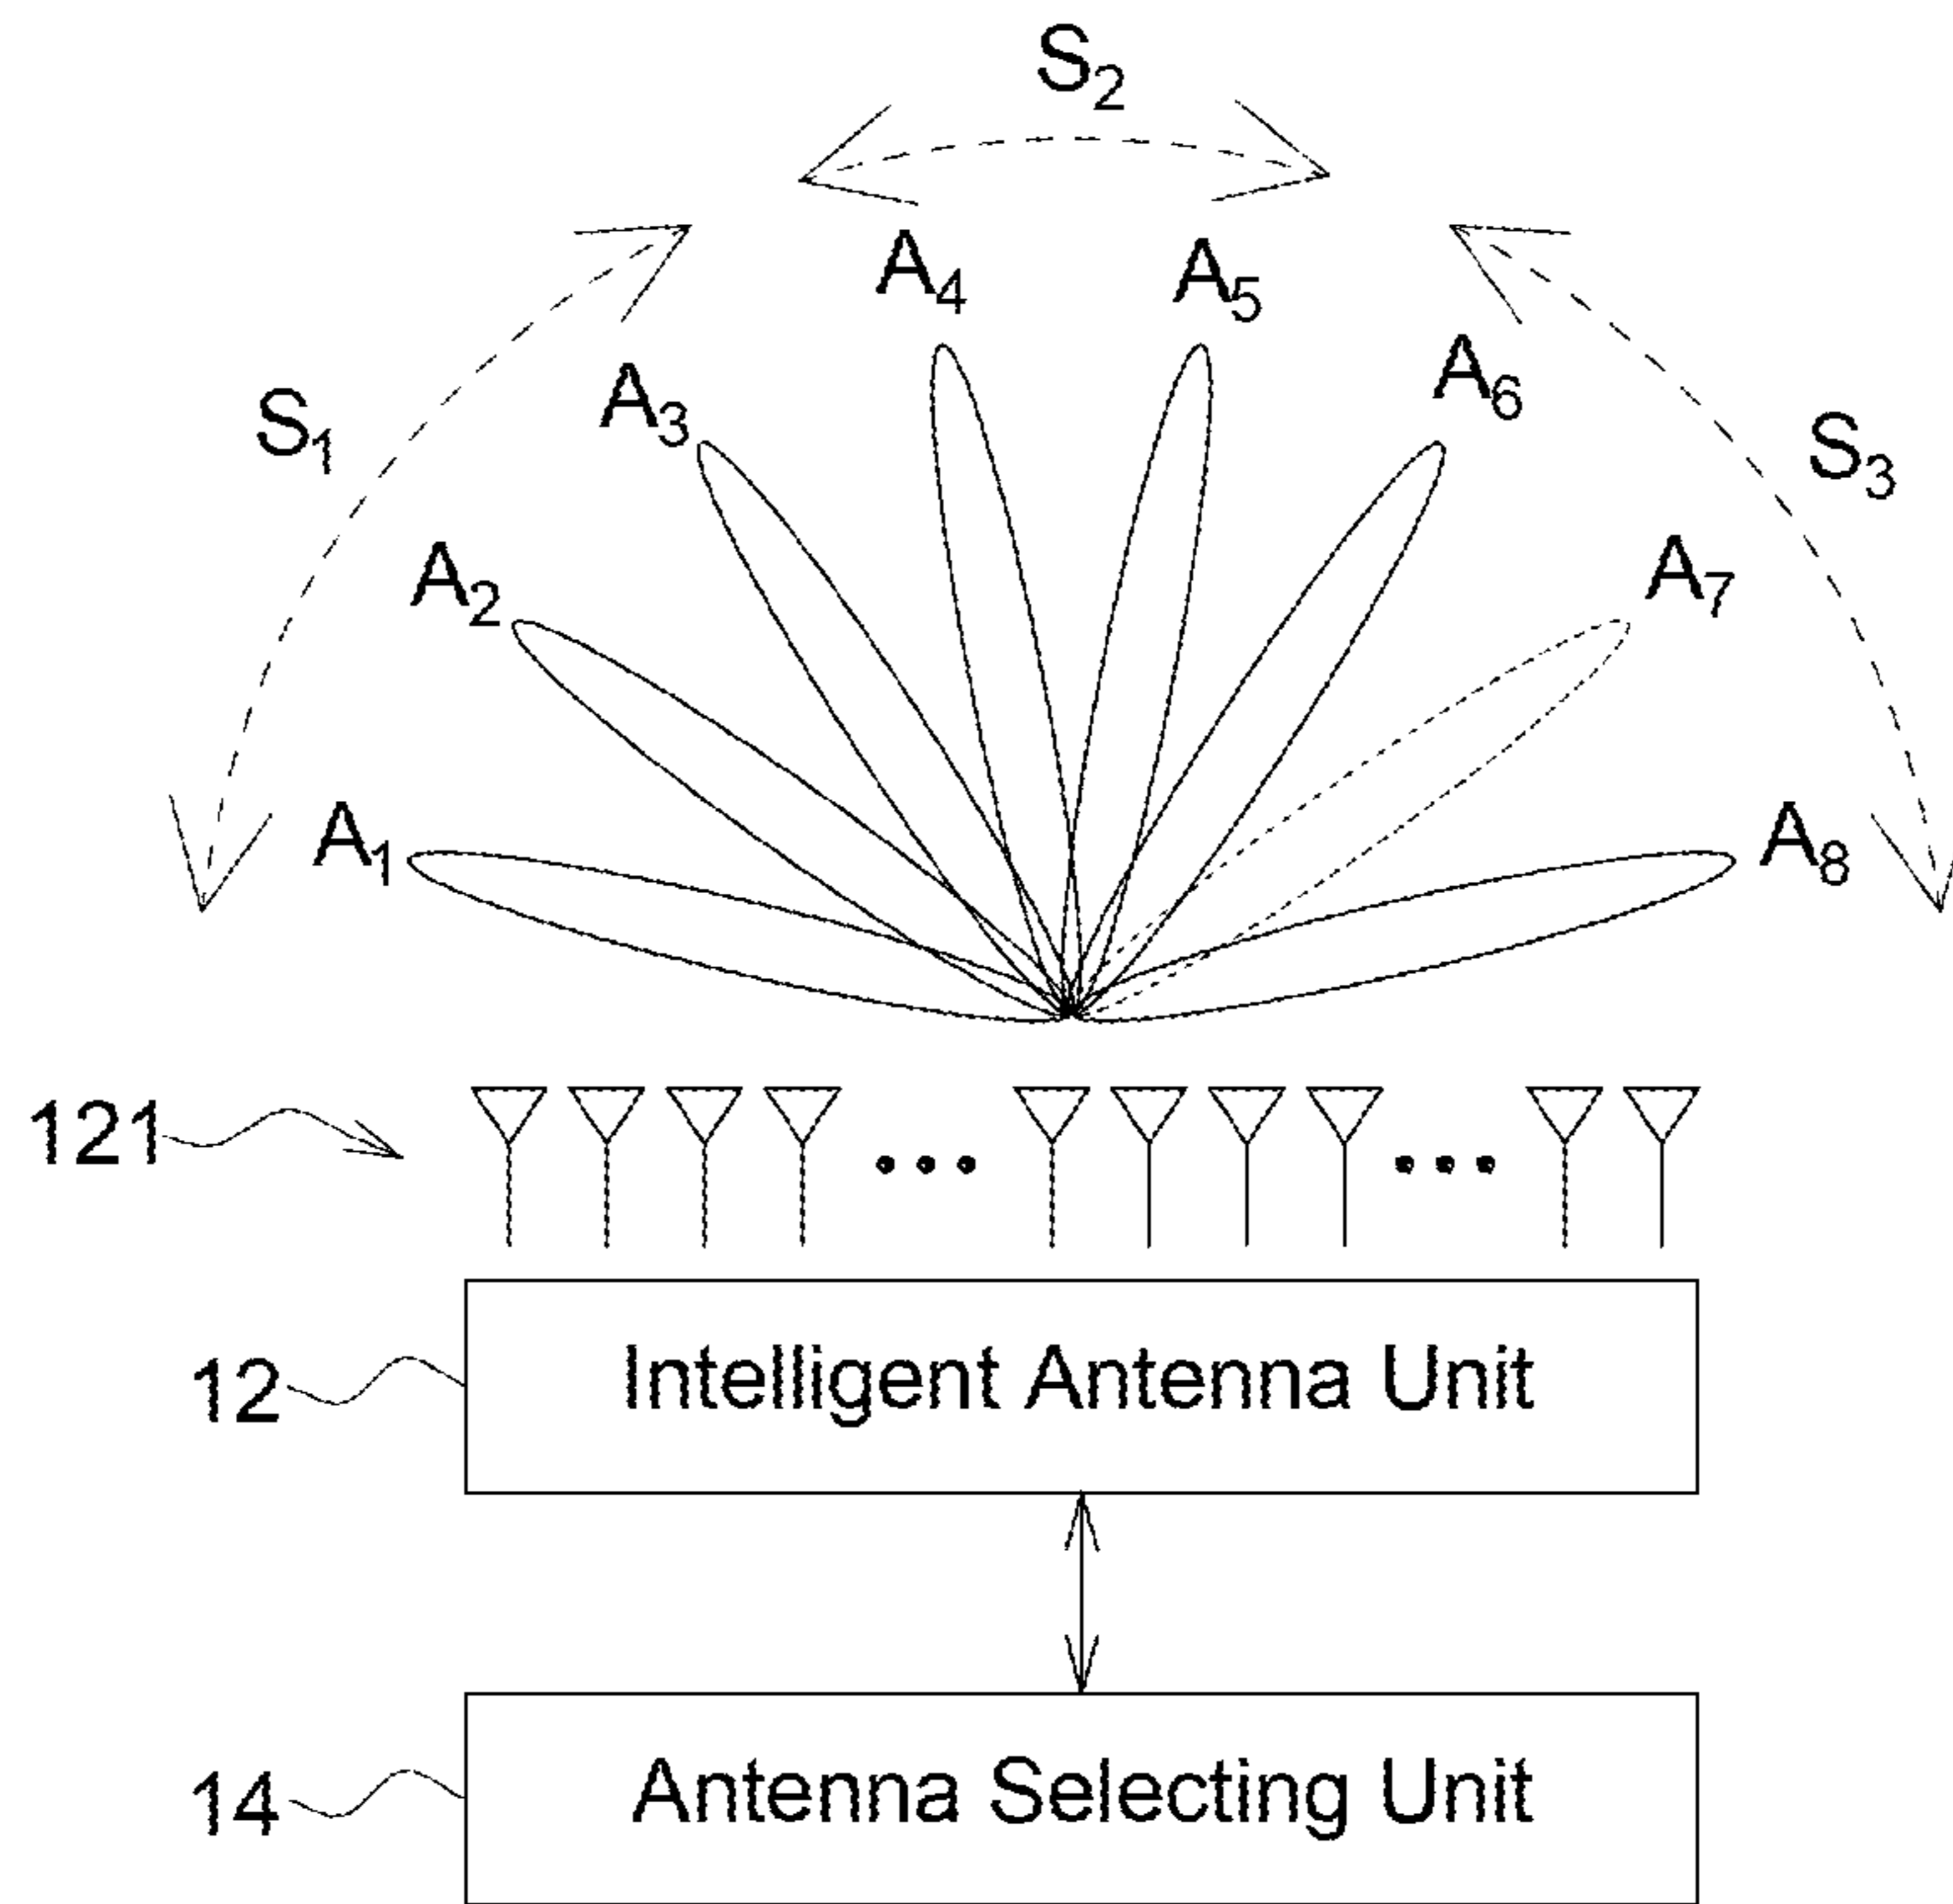 S2
A4 A5
S1 A3 A6 S3
A2 A7
A1 A8
121
12 Intelligent Antenna Unit
14 Antenna Selecting Unit